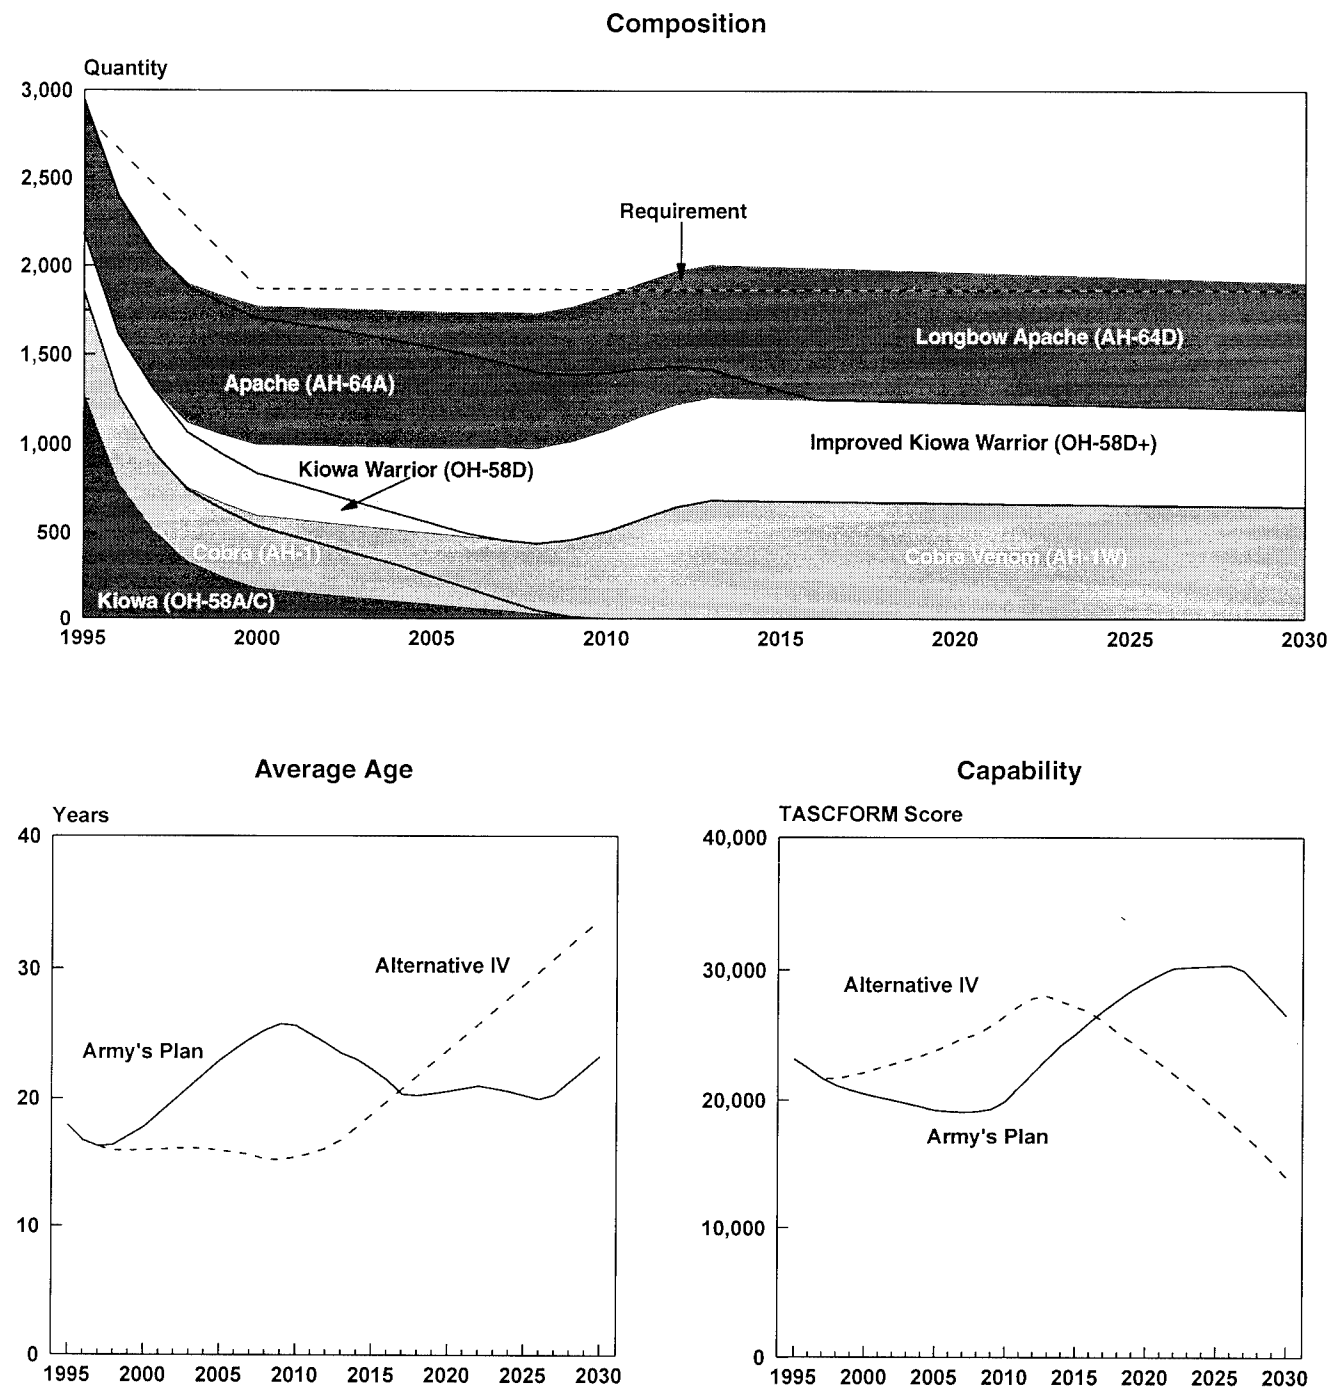 Composition
Quantity
3,000
2,500
2,000
1,500
1,000
500
0
Requirement
Longbow Apache (AH-64D)
Apache (AH-64A)
Improved Kiowa Warrior (OH-58D+)
Kiowa Warrior (OH-58D)
Cobra (AH-1)
Cobra Venom (AH-1W)
Kiowa (OH-58A/C)
1995 2000 2005 2010 2015 2020 2025 2030
Average Age
Years
40
30
20
10
0
Alternative IV
Army's Plan
1995 2000 2005 2010 2015 2020 2025 2030
Capability
TASCFORM Score
40,000
30,000
20,000
10,000
0
Alternative IV
Army's Plan
1995 2000 2005 2010 2015 2020 2025 2030